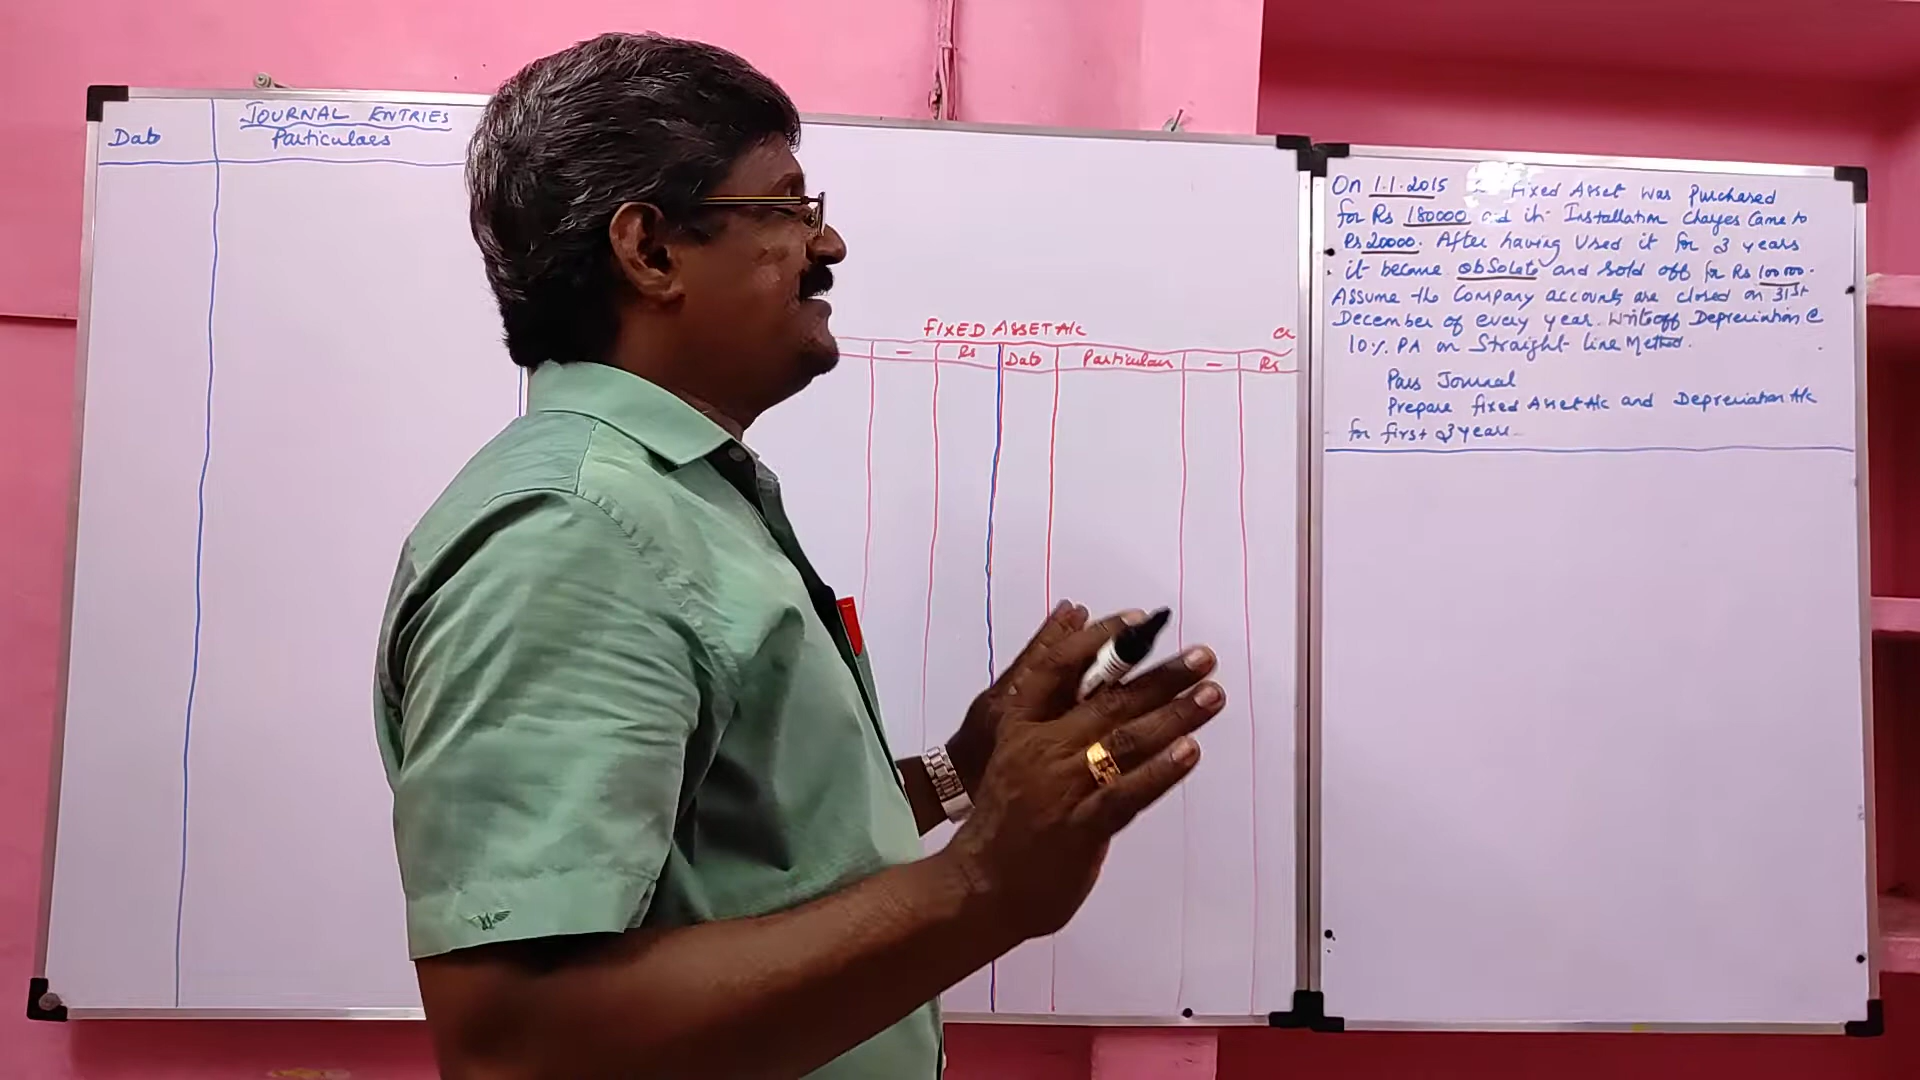 JOURNAL ENTRIES
Date Particulars
FIXED ASSET A/c Cr
— Rs Date Particulars — Rs
On 1.1.2015 Fixed Asset was Purchased
for Rs 180000 and it Installation charges Came to
Rs 20000. After having Used it for 3 years
it became obsolete and sold off for Rs 100000.
Assume the Company accounts are closed on 31st
December of every year. Writeoff Depreciation @
10% PA on Straight Line Method.
Pass Journal
Prepare fixed Asset A/c and Depreciation A/c
for first 3 years